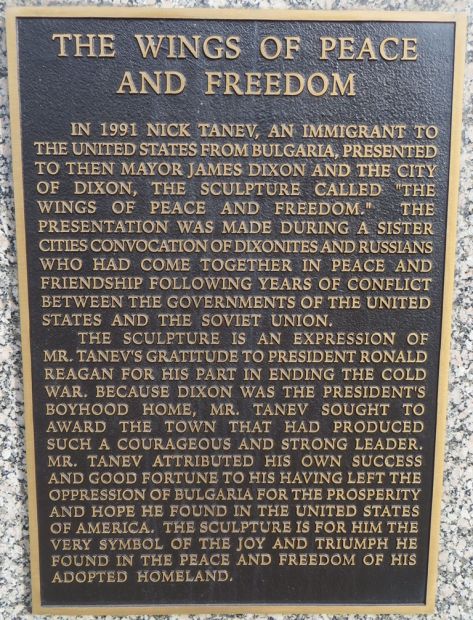 THE WINGS OF PEACE
AND FREEDOM
IN 1991 NICK TANEV, AN IMMIGRANT TO
THE UNITED STATES FROM BULGARIA, PRESENTED
TO THEN MAYOR JAMES DIXON AND THE CITY
OF DIXON, THE SCULPTURE CALLED "THE
WINGS OF PEACE AND FREEDOM." THE
PRESENTATION WAS MADE DURING A SISTER
CITIES CONVOCATION OF DIXONITES AND RUSSIANS
WHO HAD COME TOGETHER IN PEACE AND
FRIENDSHIP FOLLOWING YEARS OF CONFLICT
BETWEEN THE GOVERNMENTS OF THE UNITED
STATES AND THE SOVIET UNION.
THE SCULPTURE IS AN EXPRESSION OF
MR. TANEV'S GRATITUDE TO PRESIDENT RONALD
REAGAN FOR HIS PART IN ENDING THE COLD
WAR. BECAUSE DIXON WAS THE PRESIDENT'S
BOYHOOD HOME, MR. TANEV SOUGHT TO
AWARD THE TOWN THAT HAD PRODUCED
SUCH A COURAGEOUS AND STRONG LEADER.
MR. TANEV ATTRIBUTED HIS OWN SUCCESS
AND GOOD FORTUNE TO HIS HAVING LEFT THE
OPPRESSION OF BULGARIA FOR THE PROSPERITY
AND HOPE HE FOUND IN THE UNITED STATES
OF AMERICA. THE SCULPTURE IS FOR HIM THE
VERY SYMBOL OF THE JOY AND TRIUMPH HE
FOUND IN THE PEACE AND FREEDOM OF HIS
ADOPTED HOMELAND.